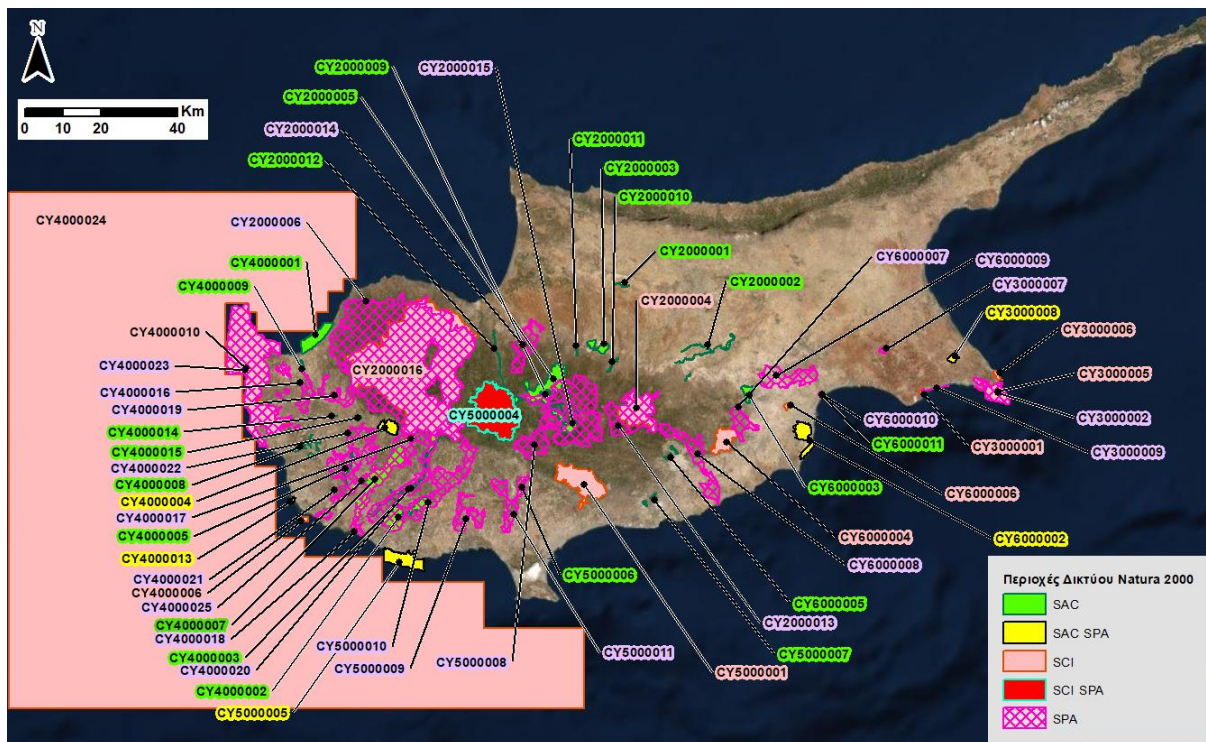 N
Km
0 10 20 40
CY2000009
CY2000015
CY2000005
CY2000014
CY2000012
CY2000011
CY2000003
CY2000010
CY4000024
CY2000006
CY4000001
CY4000009
CY4000010
CY4000023
CY4000016
CY4000019
CY4000014
CY4000015
CY4000022
CY4000008
CY4000004
CY4000017
CY4000005
CY4000013
CY4000021
CY4000006
CY4000025
CY4000007
CY4000018
CY4000003
CY4000020
CY4000002
CY5000005
CY2000016
CY5000004
CY2000001
CY2000004
CY2000002
CY6000007
CY6000009
CY3000007
CY3000008
CY3000006
CY3000005
CY3000002
CY3000009
CY3000001
CY6000010
CY6000011
CY6000003
CY6000006
CY6000004
CY6000002
CY6000008
CY6000005
CY2000013
CY5000007
CY5000006
CY5000010
CY5000009
CY5000008
CY5000011
CY5000001
Περιοχές Δικτύου Natura 2000
SAC
SAC SPA
SCI
SCI SPA
SPA